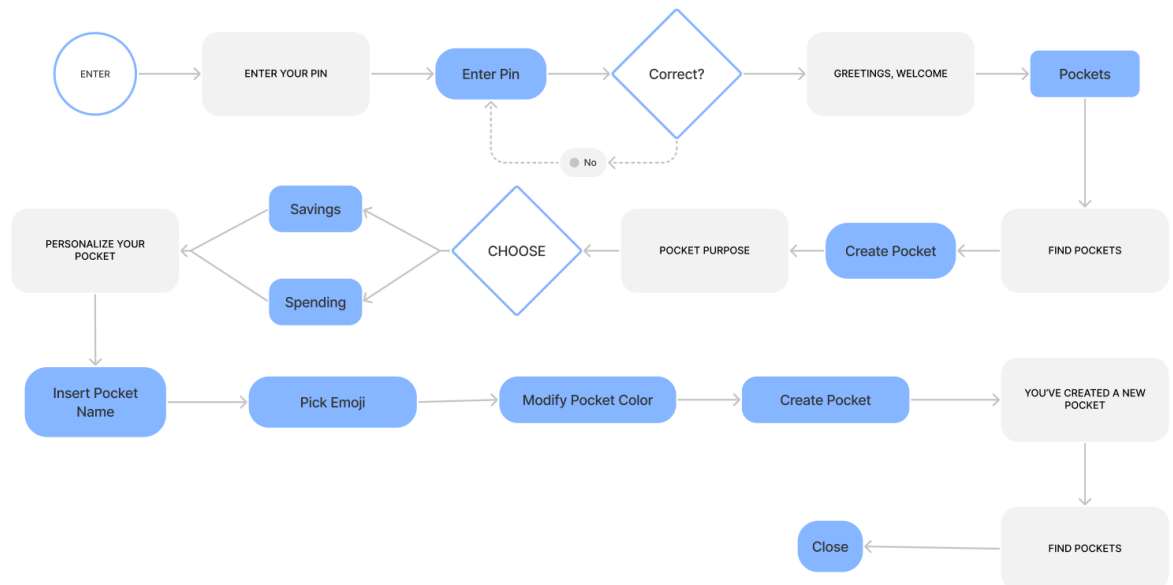 ENTER
ENTER YOUR PIN
Enter Pin
Correct?
GREETINGS, WELCOME
Pockets
No
PERSONALIZE YOUR
POCKET
Savings
Spending
CHOOSE
POCKET PURPOSE
Create Pocket
FIND POCKETS
Insert Pocket
Name
Pick Emoji
Modify Pocket Color
Create Pocket
YOU'VE CREATED A NEW
POCKET
Close
FIND POCKETS